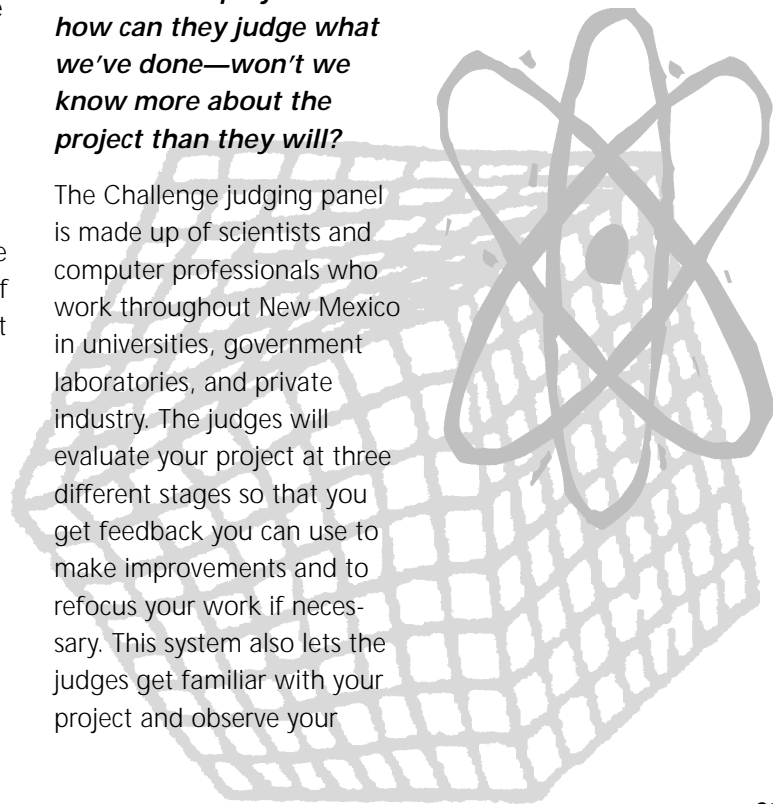 how can they judge what
we've done—won't we
know more about the
project than they will?
The Challenge judging panel
is made up of scientists and
computer professionals who
work throughout New Mexico
in universities, government
laboratories, and private
industry. The judges will
evaluate your project at three
different stages so that you
get feedback you can use to
make improvements and to
refocus your work if neces-
sary. This system also lets the
judges get familiar with your
project and observe your